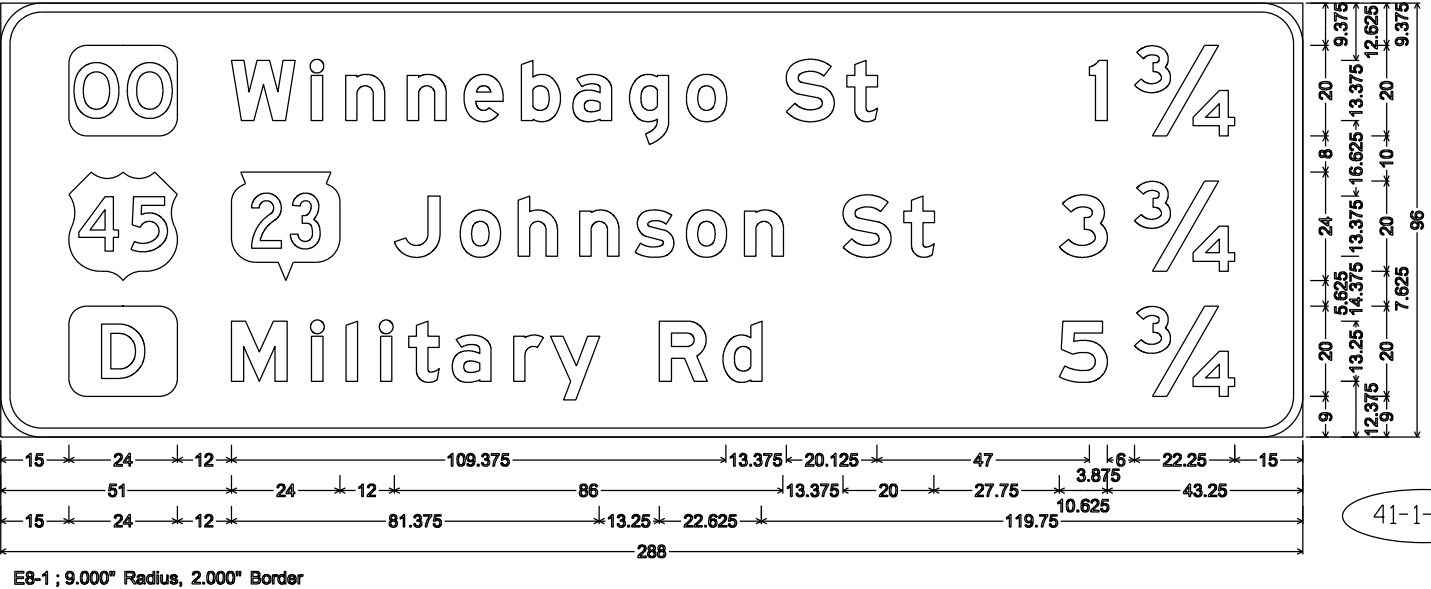 OO Winnebago St 1 3/4
45 23 Johnson St 3 3/4
D Military Rd 5 3/4
9.375 12.625 9.375
20 13.375 20
8 16.625 10
24 13.375 20
5.625 14.375 7.625
20 13.25 20
9 12.375 9
96
15 24 12 109.375 13.375 20.125 47 3.875 6 22.25 15
51 24 12 86 13.375 20 27.75 10.625 43.25
15 24 12 81.375 13.25 22.625 119.75
288
41-1-
E8-1 ; 9.000" Radius, 2.000" Border